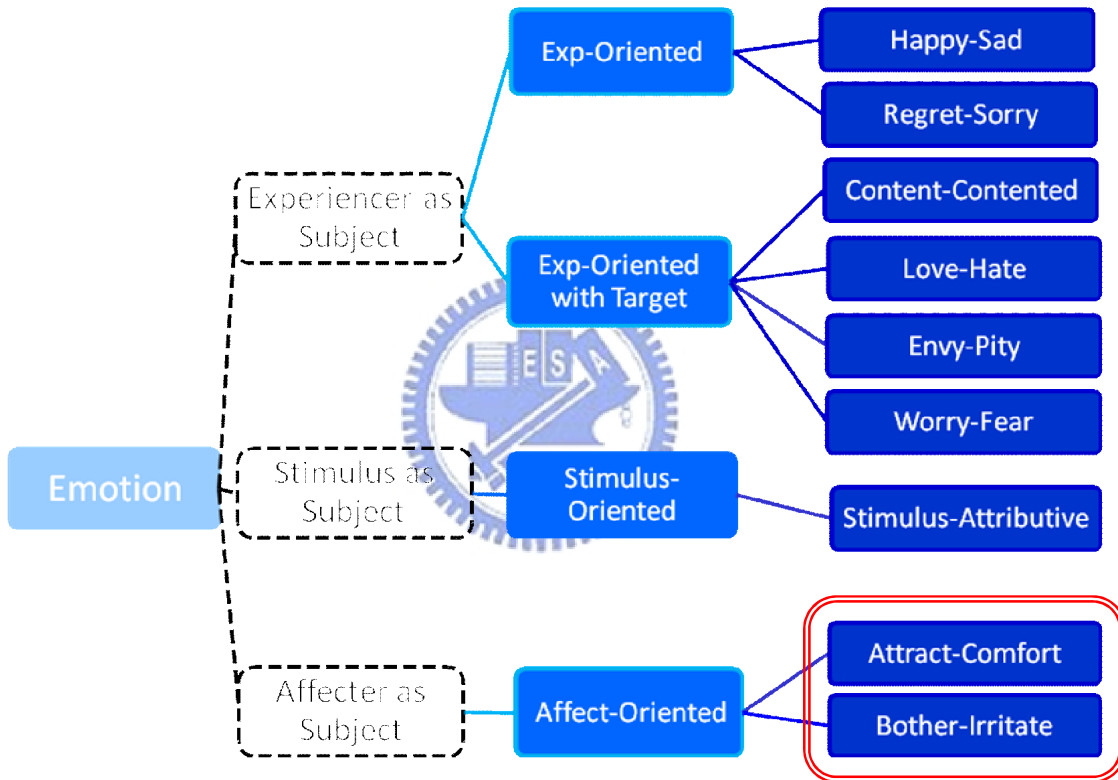 Emotion
Experiencer as
Subject
Stimulus as
Subject
Affecter as
Subject
Exp-Oriented
Exp-Oriented
with Target
Stimulus-
Oriented
Affect-Oriented
Happy-Sad
Regret-Sorry
Content-Contented
Love-Hate
Envy-Pity
Worry-Fear
Stimulus-Attributive
Attract-Comfort
Bother-Irritate
E S A